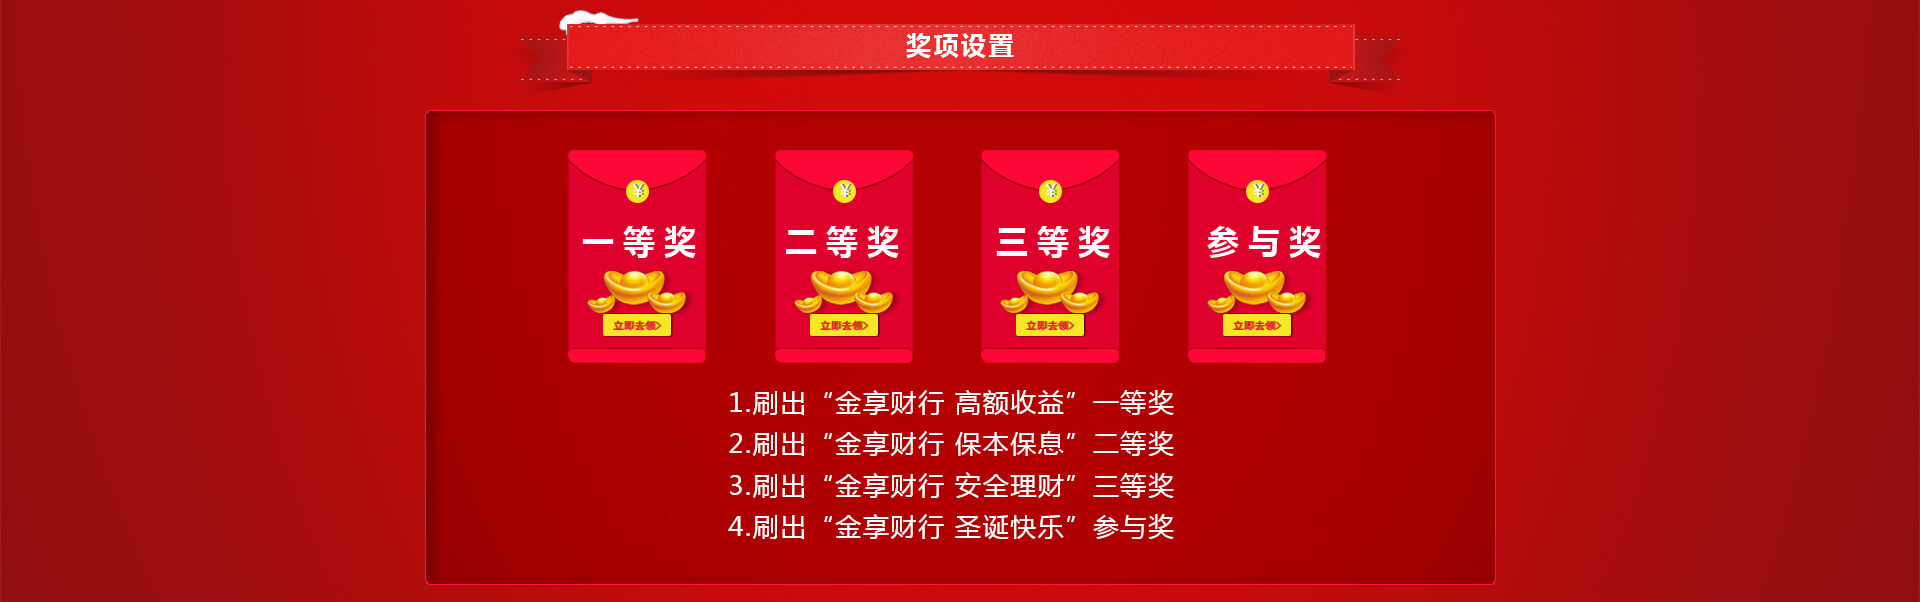 奖项设置
¥ ¥ ¥ ¥
一等奖 二等奖 三等奖 参与奖
立即去领> 立即去领> 立即去领> 立即去领>
1.刷出“金享财行 高额收益”一等奖
2.刷出“金享财行 保本保息”二等奖
3.刷出“金享财行 安全理财”三等奖
4.刷出“金享财行 圣诞快乐”参与奖